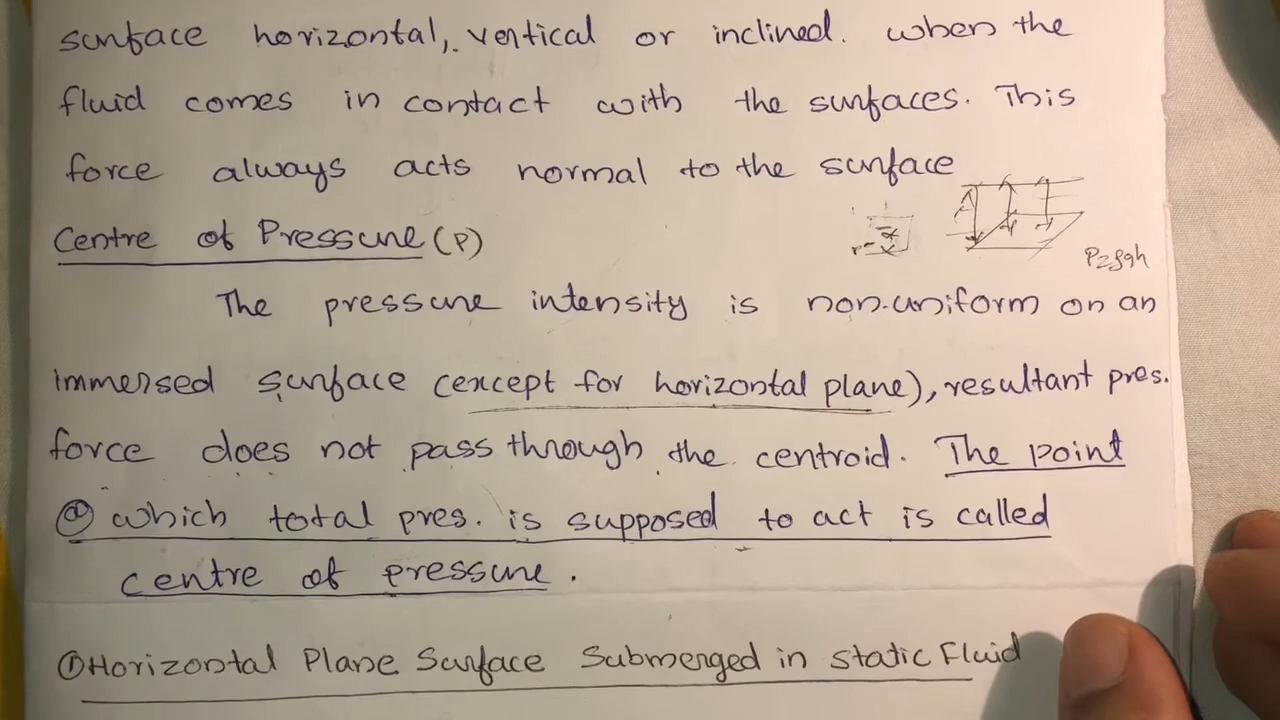 surface horizontal, vertical or inclined. when the
fluid comes in contact with the surfaces. This
force always acts normal to the surface
Centre of Pressure (P)
P=ρgh
The pressure intensity is non-uniform on an
immersed surface (except for horizontal plane), resultant pres.
force does not pass through the centroid. The point
@ which total pres. is supposed to act is called
centre of pressure.
① Horizontal Plane Surface Submerged in static Fluid